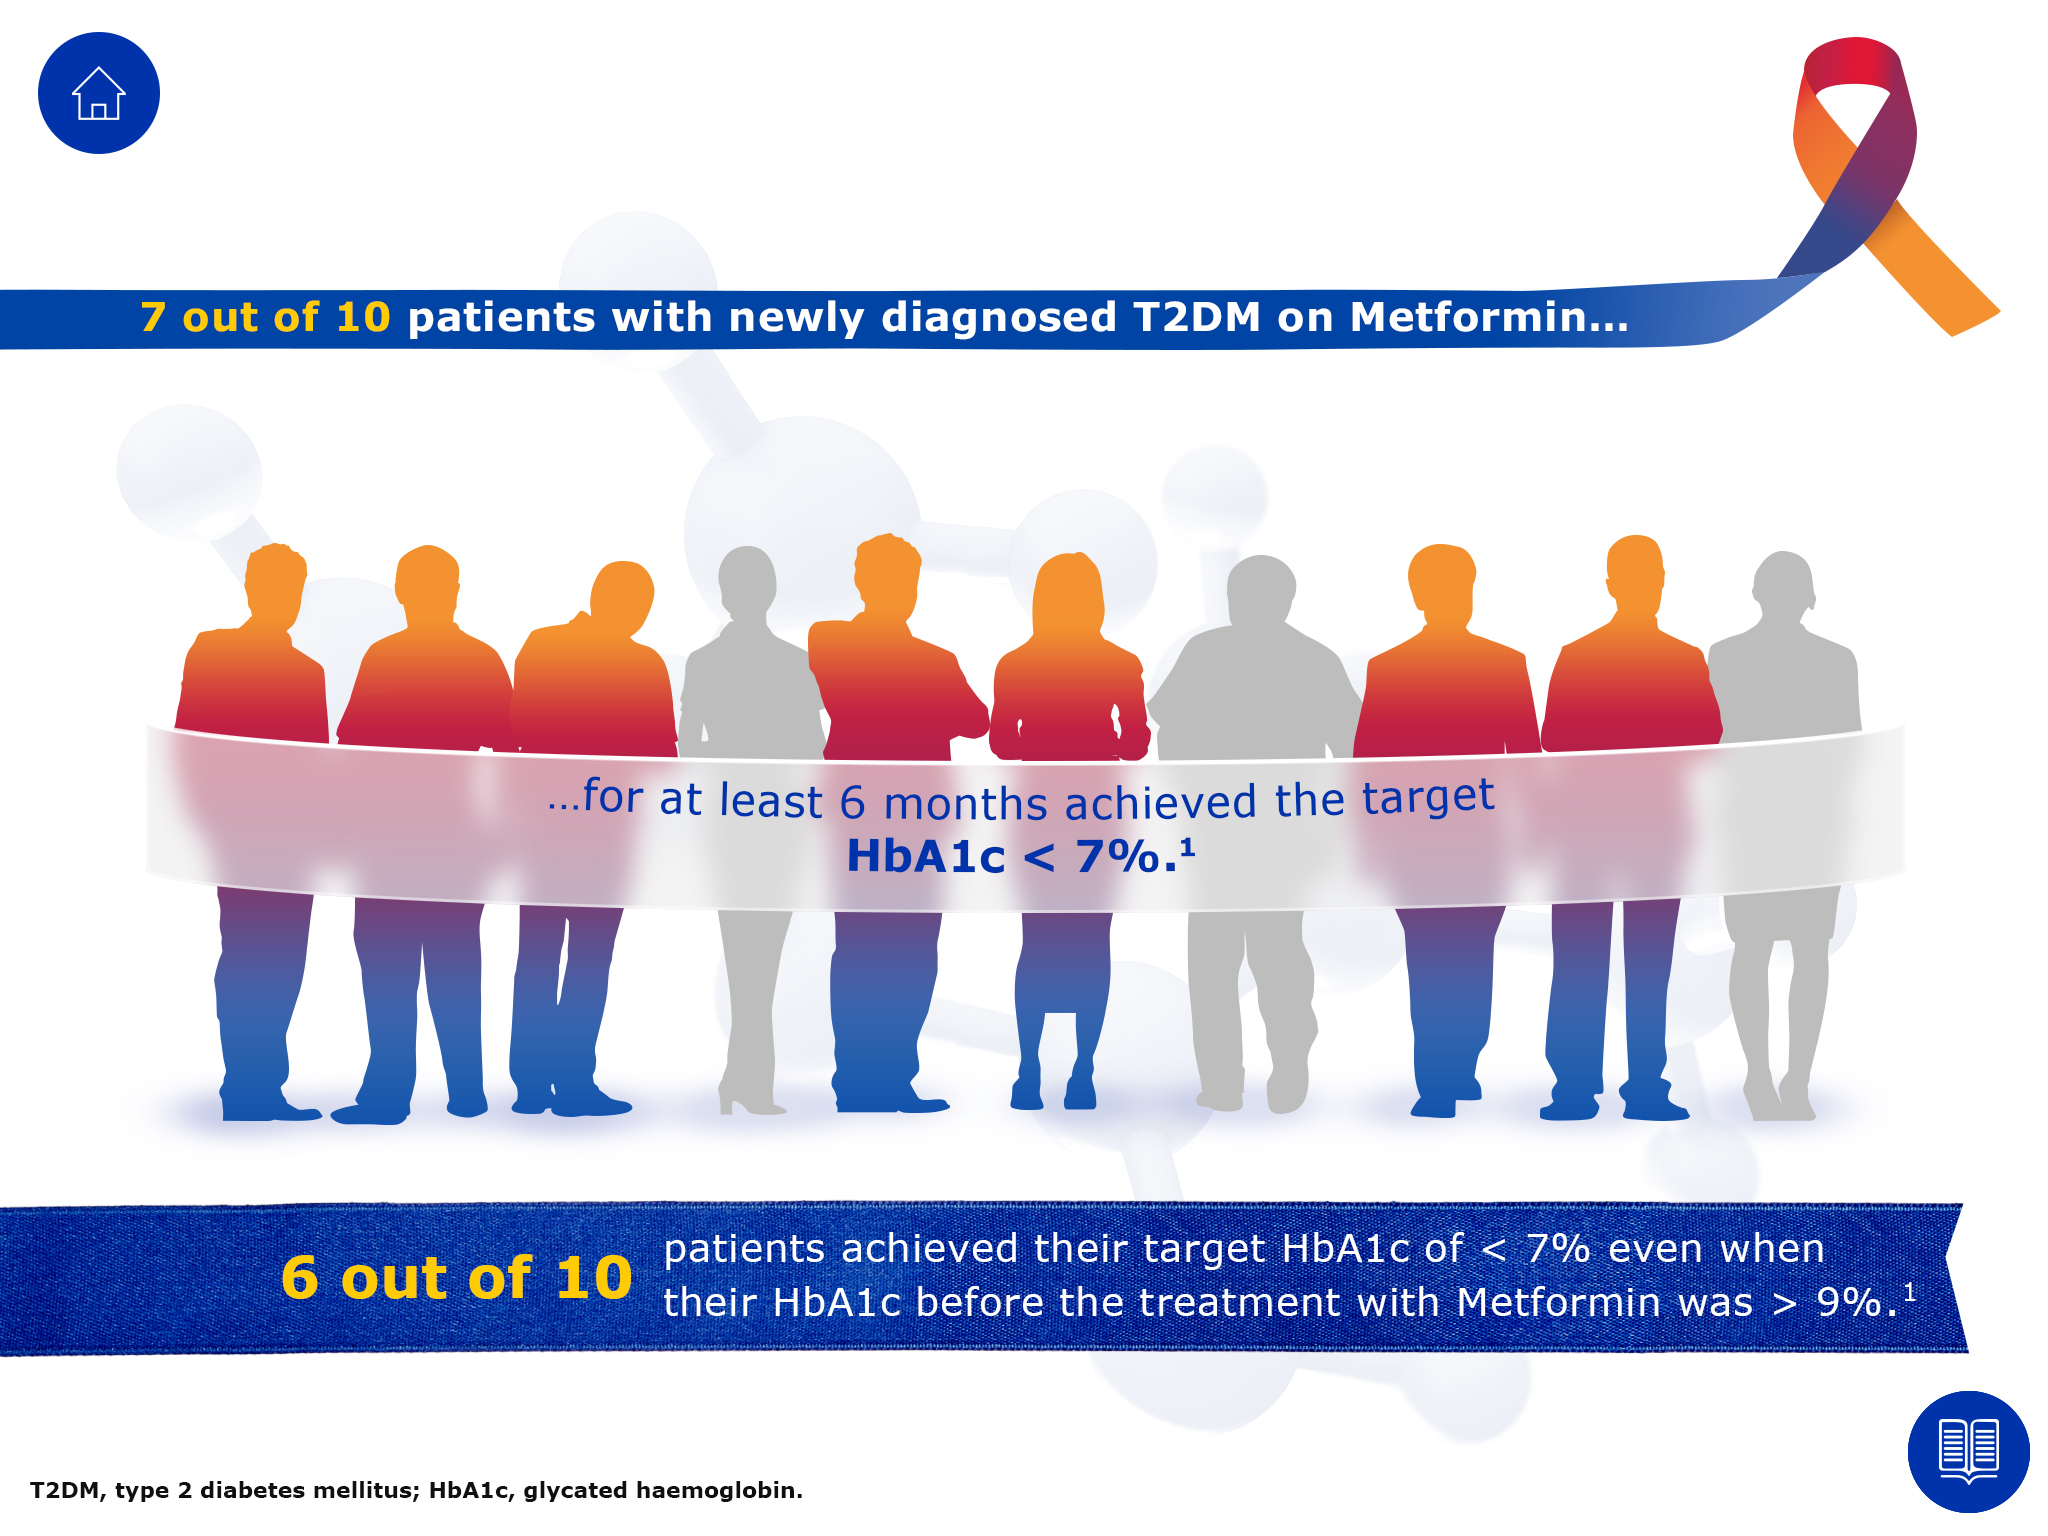 7 out of 10 patients with newly diagnosed T2DM on Metformin...
...for at least 6 months achieved the target
HbA1c < 7%.¹
6 out of 10
patients achieved their target HbA1c of < 7% even when
their HbA1c before the treatment with Metformin was > 9%.¹
T2DM, type 2 diabetes mellitus; HbA1c, glycated haemoglobin.